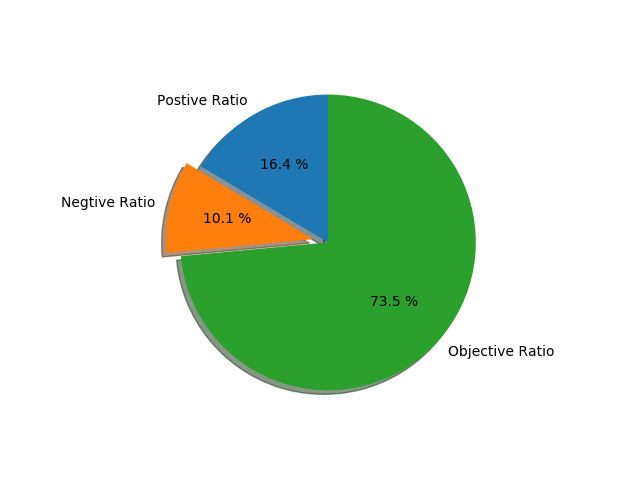 Postive Ratio
16.4 %
Negtive Ratio
10.1 %
73.5 %
Objective Ratio